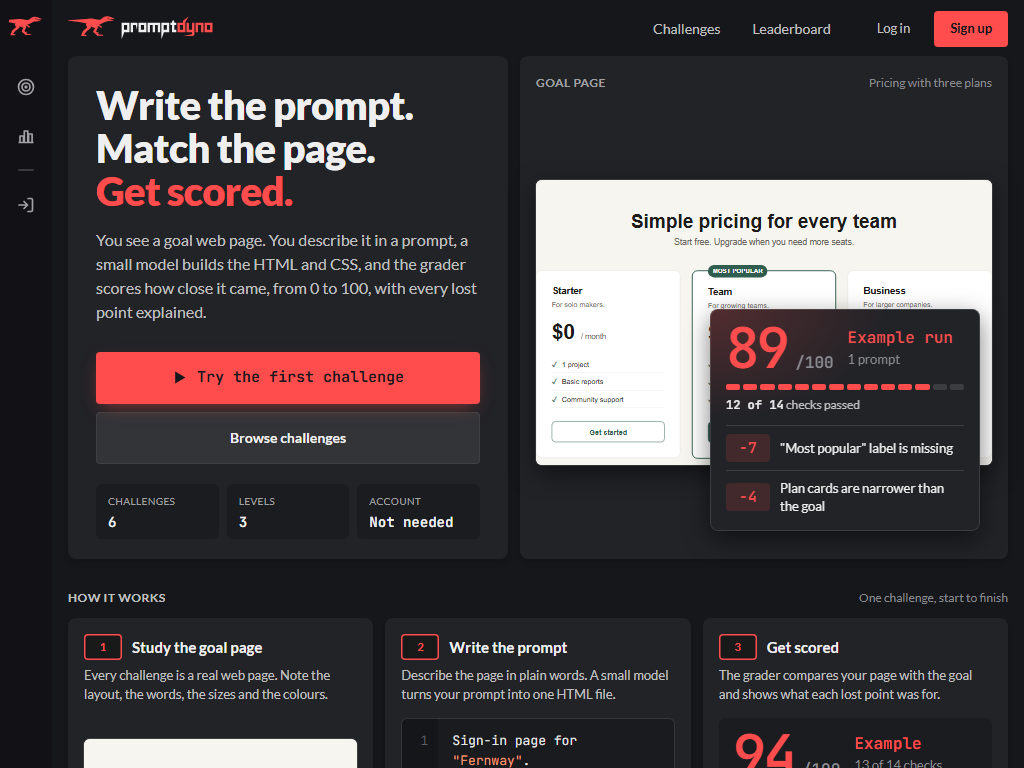 promptdyno
Challenges
Leaderboard
Log in
Sign up
Write the prompt.
Match the page.
Get scored.
You see a goal web page. You describe it in a prompt, a
small model builds the HTML and CSS, and the grader
scores how close it came, from 0 to 100, with every lost
point explained.
▶ Try the first challenge
Browse challenges
CHALLENGES
6
LEVELS
3
ACCOUNT
Not needed
GOAL PAGE
Pricing with three plans
Simple pricing for every team
Start free. Upgrade when you need more seats.
Starter
For solo makers.
$0 / month
✓ 1 project
✓ Basic reports
✓ Community support
Get started
MOST POPULAR
Team
For growing teams.
Business
For larger companies.
89 /100
Example run
1 prompt
12 of 14 checks passed
-7 "Most popular" label is missing
-4 Plan cards are narrower than
the goal
HOW IT WORKS
One challenge, start to finish
1 Study the goal page
Every challenge is a real web page. Note the
layout, the words, the sizes and the colours.
2 Write the prompt
Describe the page in plain words. A small model
turns your prompt into one HTML file.
1 Sign-in page for
"Fernway".
3 Get scored
The grader compares your page with the goal
and shows what each lost point was for.
94 /100
Example
13 of 14 checks